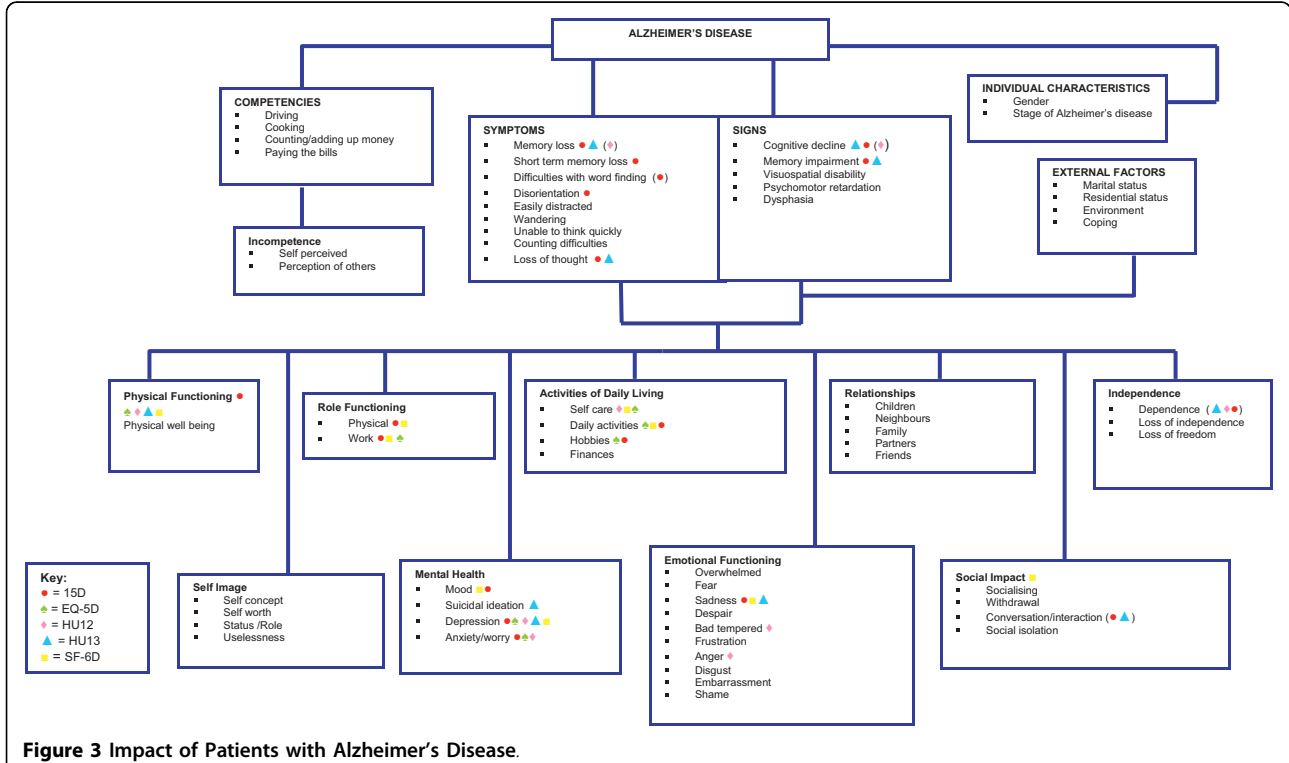 ALZHEIMER'S DISEASE
COMPETENCIES
▪ Driving
▪ Cooking
▪ Counting/adding up money
▪ Paying the bills
Incompetence
▪ Self perceived
▪ Perception of others
SYMPTOMS
▪ Memory loss ● ▲ (♦)
▪ Short term memory loss ●
▪ Difficulties with word finding (●)
▪ Disorientation ●
▪ Easily distracted
▪ Wandering
▪ Unable to think quickly
▪ Counting difficulties
▪ Loss of thought ● ▲
SIGNS
▪ Cognitive decline ▲ ● (♦)
▪ Memory impairment ● ▲
▪ Visuospatial disability
▪ Psychomotor retardation
▪ Dysphasia
INDIVIDUAL CHARACTERISTICS
▪ Gender
▪ Stage of Alzheimer's disease
EXTERNAL FACTORS
▪ Marital status
▪ Residential status
▪ Environment
▪ Coping
Physical Functioning ●
♠ ♦ ▲ ■
Physical well being
Role Functioning
▪ Physical ● ■
▪ Work ● ■ ♠
Activities of Daily Living
▪ Self care ♦ ■ ♠
▪ Daily activities ♠ ■ ●
▪ Hobbies ♠ ●
▪ Finances
Relationships
▪ Children
▪ Neighbours
▪ Family
▪ Partners
▪ Friends
Independence
▪ Dependence (▲ ♦ ●)
▪ Loss of independence
▪ Loss of freedom
Key:
● = 15D
♠ = EQ-5D
♦ = HU12
▲ = HU13
■ = SF-6D
Self Image
▪ Self concept
▪ Self worth
▪ Status /Role
▪ Uselessness
Mental Health
▪ Mood ■ ●
▪ Suicidal ideation ▲
▪ Depression ● ♠ ♦ ▲ ■
▪ Anxiety/worry ● ♠ ♦
Emotional Functioning
▪ Overwhelmed
▪ Fear
▪ Sadness ● ■ ▲
▪ Despair
▪ Bad tempered ♦
▪ Frustration
▪ Anger ♦
▪ Disgust
▪ Embarrassment
▪ Shame
Social Impact ■
▪ Socialising
▪ Withdrawal
▪ Conversation/interaction (● ▲)
▪ Social isolation
Figure 3 Impact of Patients with Alzheimer's Disease.